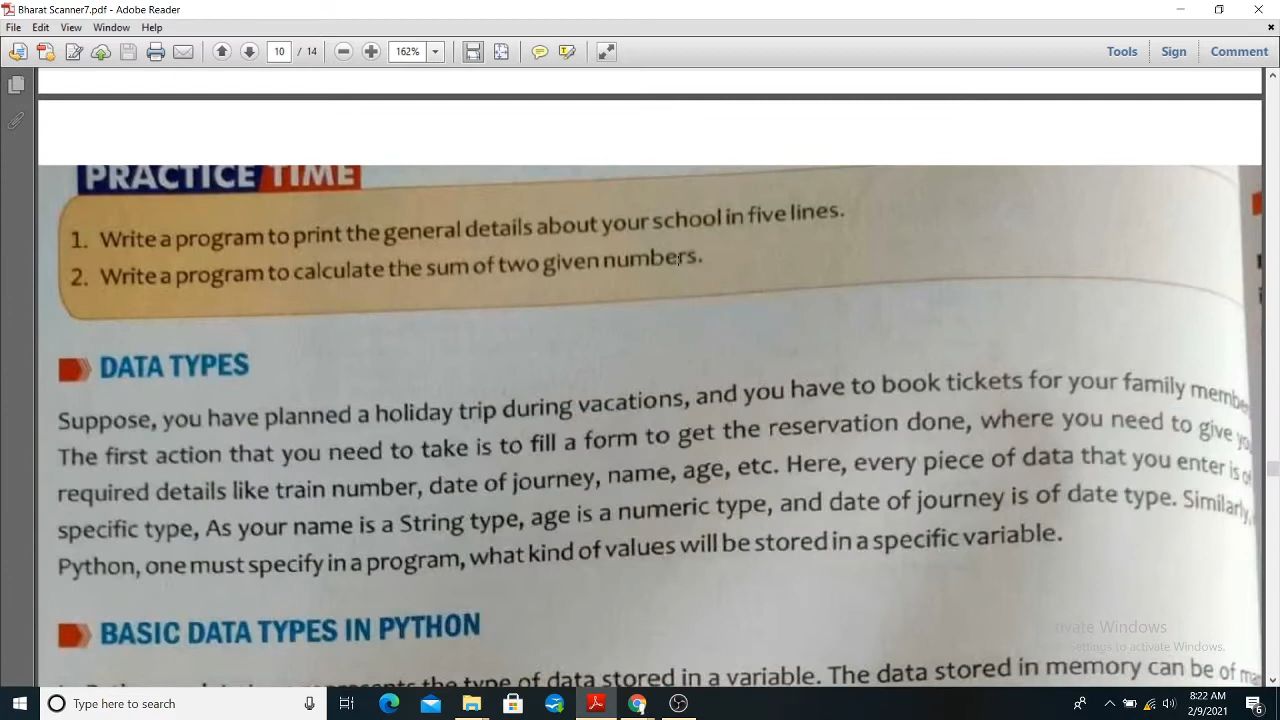 Bharat Scanner7.pdf - Adobe Reader
File Edit View Window Help
10 / 14 162% Tools Sign Comment
PRACTICE TIME
1. Write a program to print the general details about your school in five lines.
2. Write a program to calculate the sum of two given numbers.
DATA TYPES
Suppose, you have planned a holiday trip during vacations, and you have to book tickets for your family
The first action that you need to take is to fill a form to get the reservation done, where you need to give
required details like train number, date of journey, name, age, etc. Here, every piece of data that you enter is
specific type, As your name is a String type, age is a numeric type, and date of journey is of date type. Similarly,
Python, one must specify in a program, what kind of values will be stored in a specific variable.
BASIC DATA TYPES IN PYTHON
the type of data stored in a variable. The data stored in memory can be of
Windows
Settings to activate Windows.
Type here to search
8:22 AM
2/9/2021